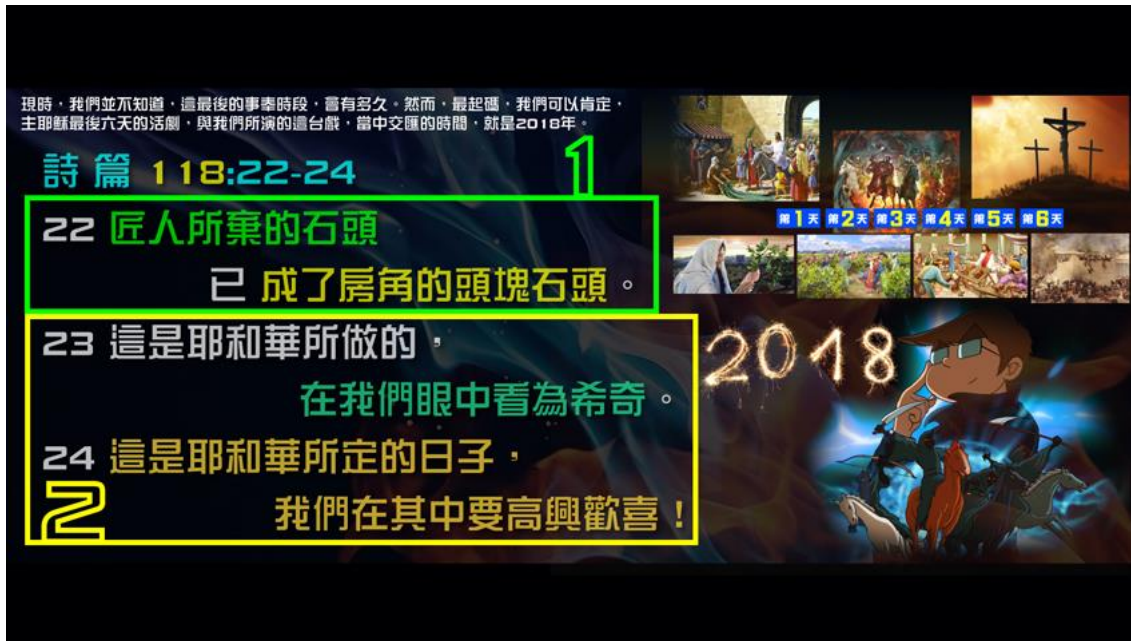 現時，我們並不知道，這最後的事奉時段，會有多久。然而，最起碼，我們可以肯定，
主耶穌最後六天的活劇，與我們所演的這台戲，當中交匯的時間，就是2018年。
詩篇 118:22-24
1
22 匠人所棄的石頭
已成了房角的頭塊石頭。
23 這是耶和華所做的，
在我們眼中看為希奇。
24 這是耶和華所定的日子，
我們在其中要高興歡喜！
2
第1天 第2天 第3天 第4天 第5天 第6天
2018